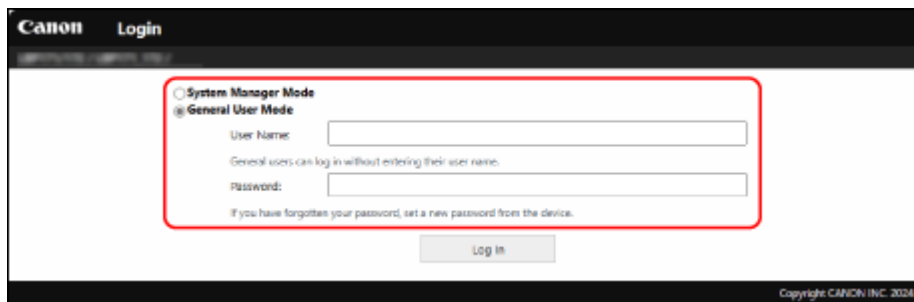 Canon Login
System Manager Mode
General User Mode
User Name:
General users can log in without entering their user name.
Password:
If you have forgotten your password, set a new password from the device.
Log In
Copyright CANON INC. 2024